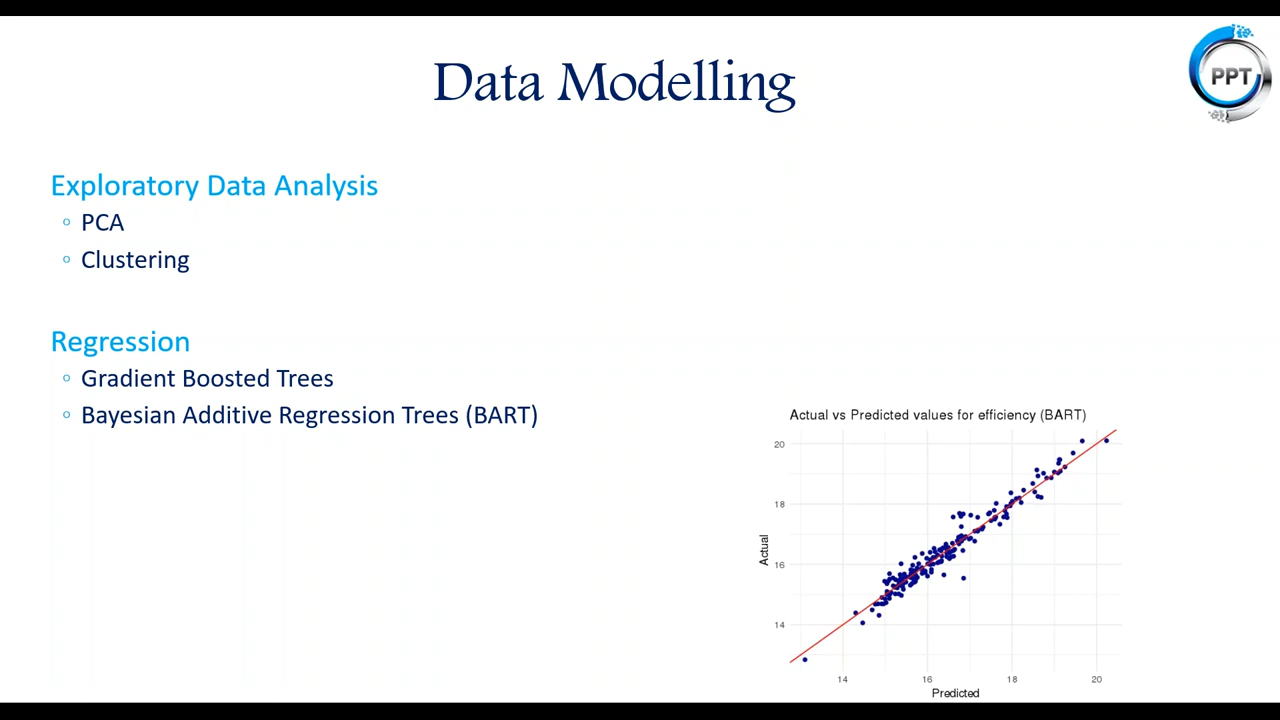 Data Modelling
PPT
Exploratory Data Analysis
PCA
Clustering
Regression
Gradient Boosted Trees
Bayesian Additive Regression Trees (BART)
Actual vs Predicted values for efficiency (BART)
20
18
16
14
Actual
14 16 18 20
Predicted